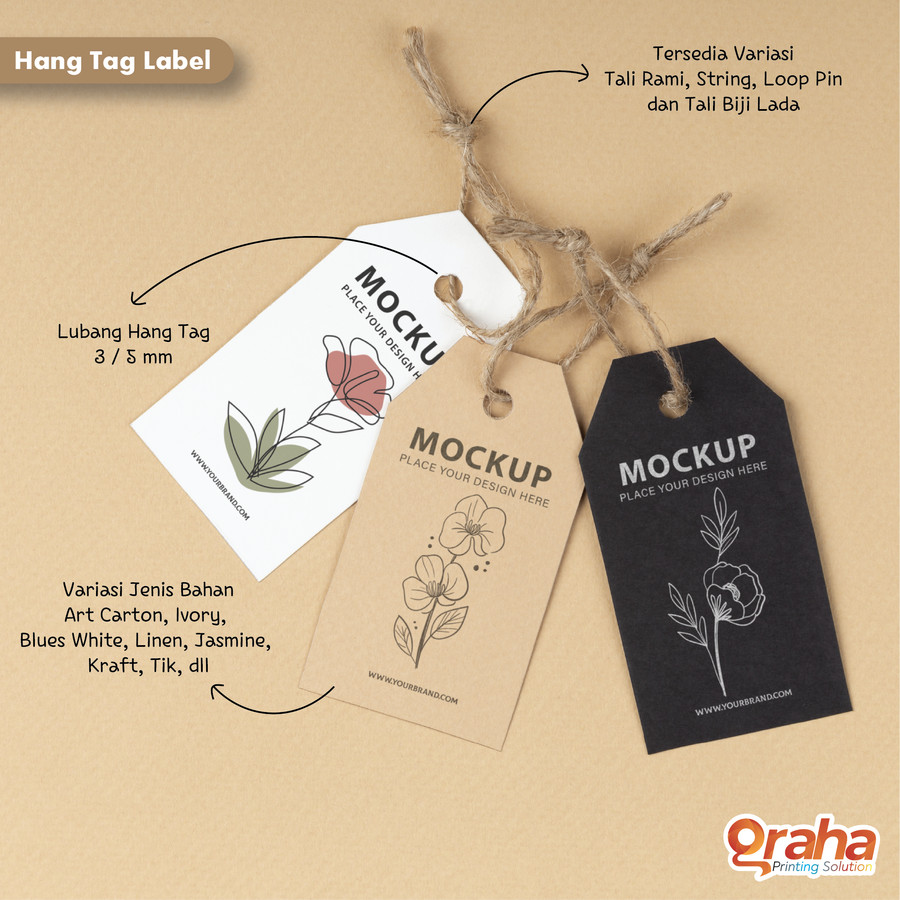 Hang Tag Label
Tersedia Variasi
Tali Rami, String, Loop Pin
dan Tali Biji Lada
Lubang Hang Tag
3 / 5 mm
MOCKU
PLACE YOUR DESIGN H
WWW.YOURBRAND.COM
MOCKUP
PLACE YOUR DESIGN HERE
WWW.YOURBRAND.COM
MOCKUP
PLACE YOUR DESIGN HERE
WWW.YOURBRAND.COM
Variasi Jenis Bahan
Art Carton, Ivory,
Blues White, Linen, Jasmine,
Kraft, Tik, dll
graha
Printing Solution